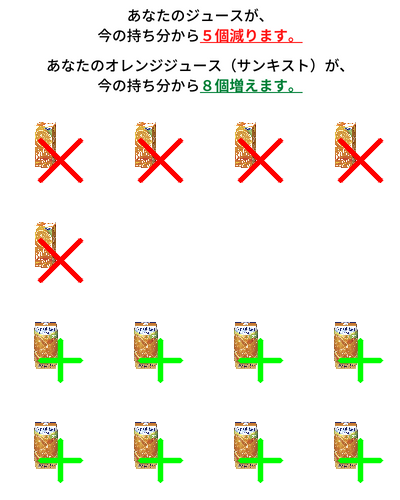 あなたのジュースが、
今の持ち分から５個減ります。
あなたのオレンジジュース（サンキスト）が、
今の持ち分から８個増えます。